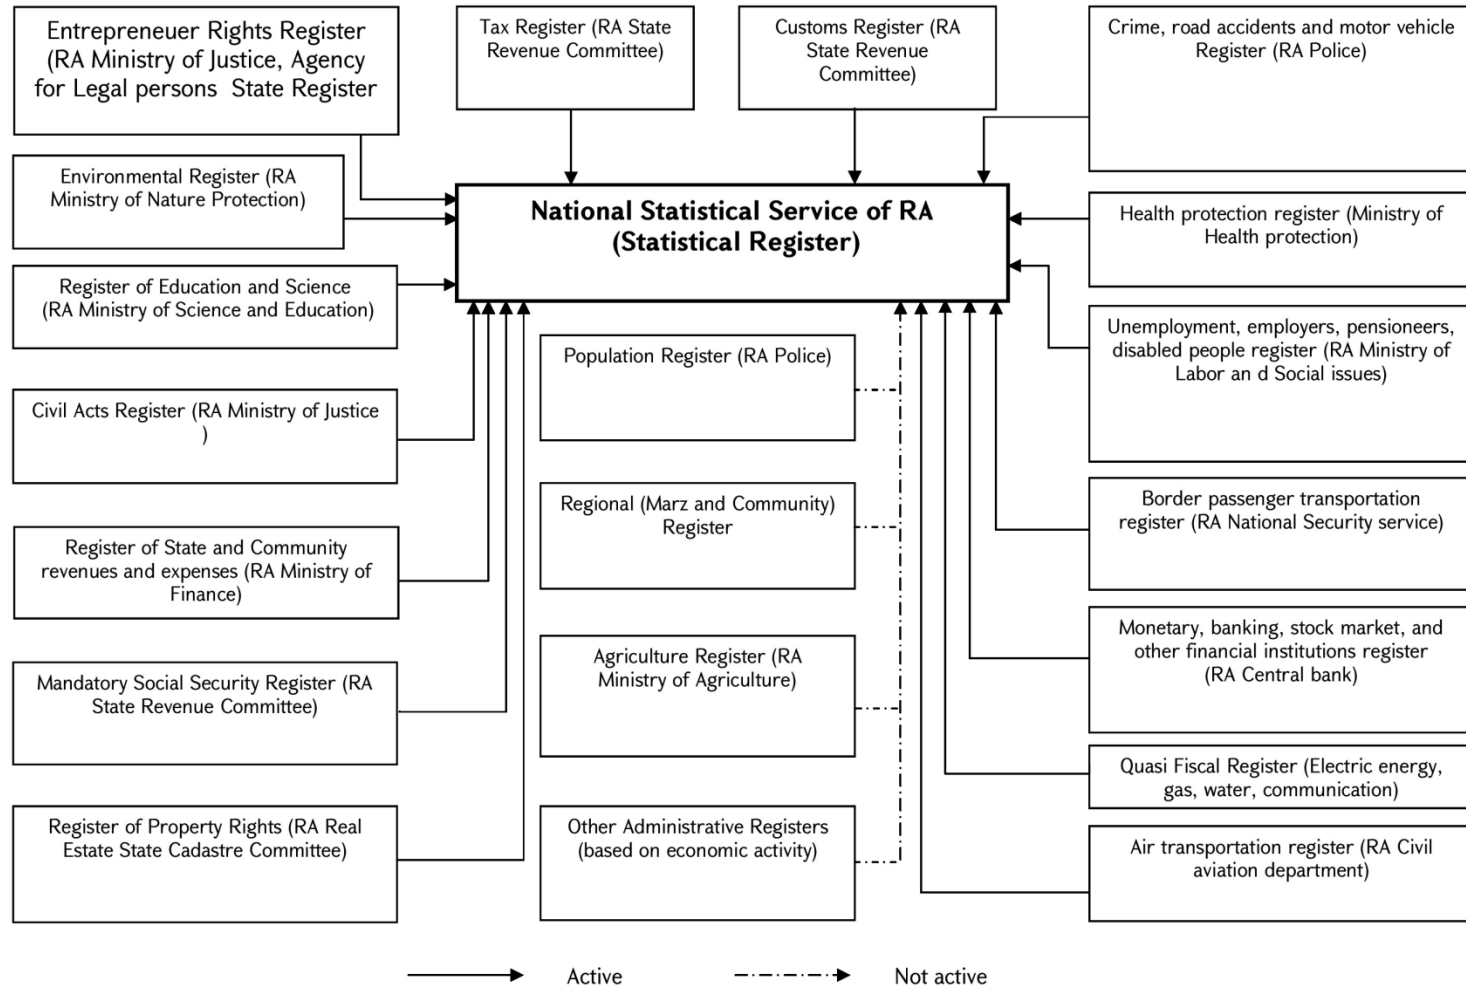 Entrepreneuer Rights Register
(RA Ministry of Justice, Agency
for Legal persons  State Register
Tax Register (RA State
Revenue Committee)
Customs Register (RA
State Revenue
Committee)
Crime, road accidents and motor vehicle
Register (RA Police)
Environmental Register (RA
Ministry of Nature Protection)
National Statistical Service of RA
(Statistical Register)
Health protection register (Ministry of
Health protection)
Register of Education and Science
(RA Ministry of Science and Education)
Unemployment, employers, pensioneers,
disabled people register (RA Ministry of
Labor an d Social issues)
Population Register (RA Police)
Civil Acts Register (RA Ministry of Justice
)
Regional (Marz and Community)
Register
Border passenger transportation
register (RA National Security service)
Register of State and Community
revenues and expenses (RA Ministry of
Finance)
Monetary, banking, stock market, and
other financial institutions register
(RA Central bank)
Agriculture Register (RA
Ministry of Agriculture)
Mandatory Social Security Register (RA
State Revenue Committee)
Quasi Fiscal Register (Electric energy,
gas, water, communication)
Register of Property Rights (RA Real
Estate State Cadastre Committee)
Other Administrative Registers
(based on economic activity)
Air transportation register (RA Civil
aviation department)
Active
Not active